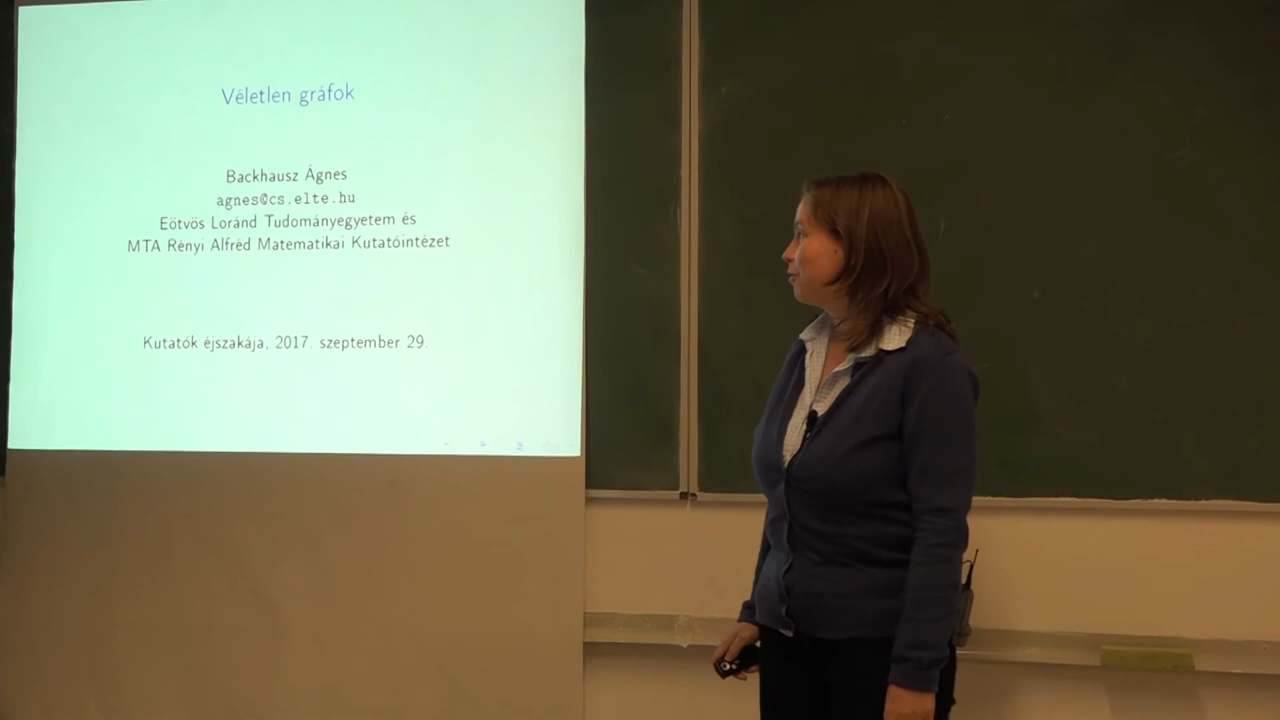 Véletlen gráfok
Backhausz Ágnes
agnes@cs.elte.hu
Eötvös Loránd Tudományegyetem és
MTA Rényi Alfréd Matematikai Kutatóintézet
Kutatók éjszakája, 2017. szeptember 29.